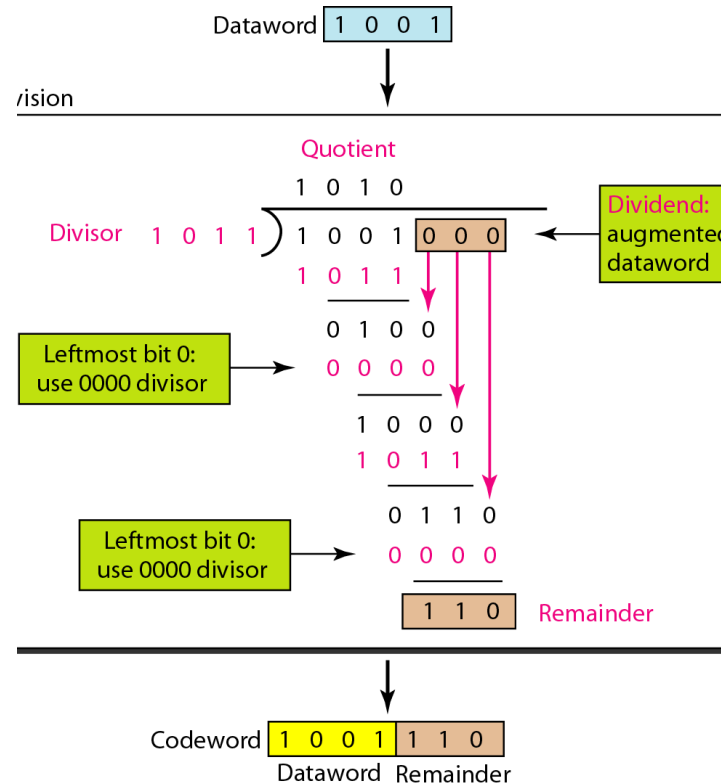 Dataword 1 0 0 1
vision
Quotient
1 0 1 0
Divisor 1 0 1 1 1 0 0 1 0 0 0
Dividend:
augmented
dataword
1 0 1 1
0 1 0 0
Leftmost bit 0:
use 0000 divisor
0 0 0 0
1 0 0 0
1 0 1 1
0 1 1 0
Leftmost bit 0:
use 0000 divisor
0 0 0 0
1 1 0 Remainder
Codeword 1 0 0 1 1 1 0
Dataword Remainder